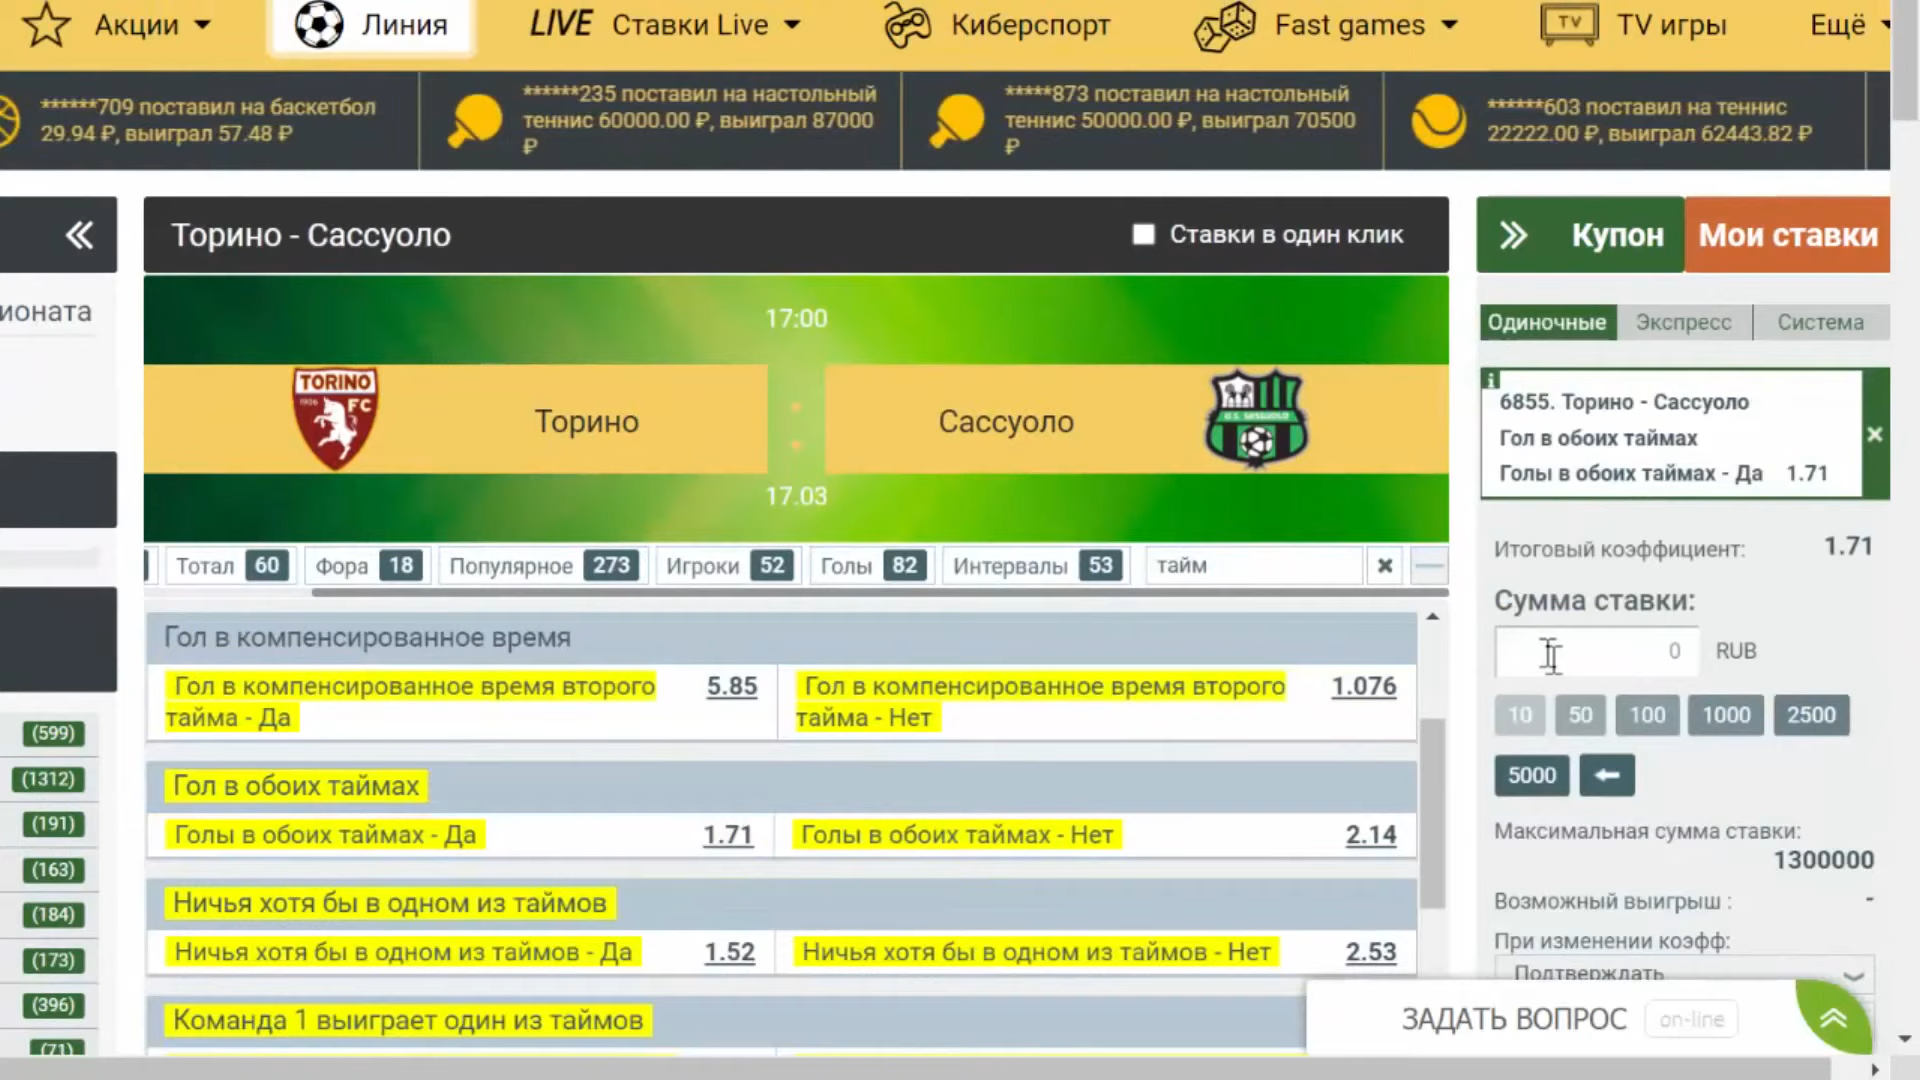 Акции
Линия
LIVE Ставки Live
Киберспорт
Fast games
TV
TV игры
Ещё
******709 поставил на баскетбол
29.94 ₽, выиграл 57.48 ₽
******235 поставил на настольный
теннис 60000.00 ₽, выиграл 87000
₽
*****873 поставил на настольный
теннис 50000.00 ₽, выиграл 70500
₽
******603 поставил на теннис
22222.00 ₽, выиграл 62443.82 ₽
Торино - Сассуоло
Ставки в один клик
Купон
Мои ставки
ионата
17:00
TORINO
1906 FC
Торино
:
Сассуоло
U.S. SASSUOLO
17.03
Одиночные
Экспресс
Система
6855. Торино - Сассуоло
Гол в обоих таймах
Голы в обоих таймах - Да 1.71
Итоговый коэффициент: 1.71
Тотал 60
Фора 18
Популярное 273
Игроки 52
Голы 82
Интервалы 53
тайм
Сумма ставки:
0 RUB
10
50
100
1000
2500
5000
Максимальная сумма ставки:
1300000
Возможный выигрыш : -
При изменении коэфф:
Подтверждать
Гол в компенсированное время
Гол в компенсированное время второго
тайма - Да
5.85
Гол в компенсированное время второго
тайма - Нет
1.076
Гол в обоих таймах
Голы в обоих таймах - Да 1.71
Голы в обоих таймах - Нет 2.14
Ничья хотя бы в одном из таймов
Ничья хотя бы в одном из таймов - Да 1.52
Ничья хотя бы в одном из таймов - Нет 2.53
Команда 1 выиграет один из таймов
(599)
(1312)
(191)
(163)
(184)
(173)
(396)
(71)
ЗАДАТЬ ВОПРОС on-line